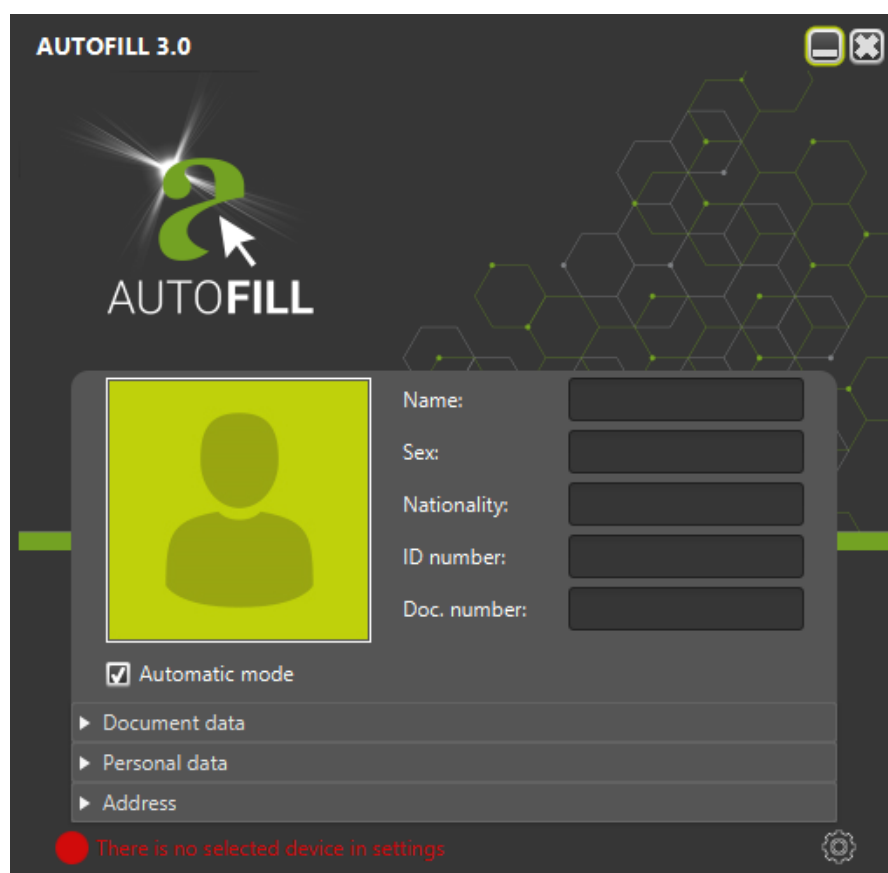 AUTOFILL 3.0
AUTOFILL
Name:
Sex:
Nationality:
ID number:
Doc. number:
Automatic mode
Document data
Personal data
Address
There is no selected device in settings